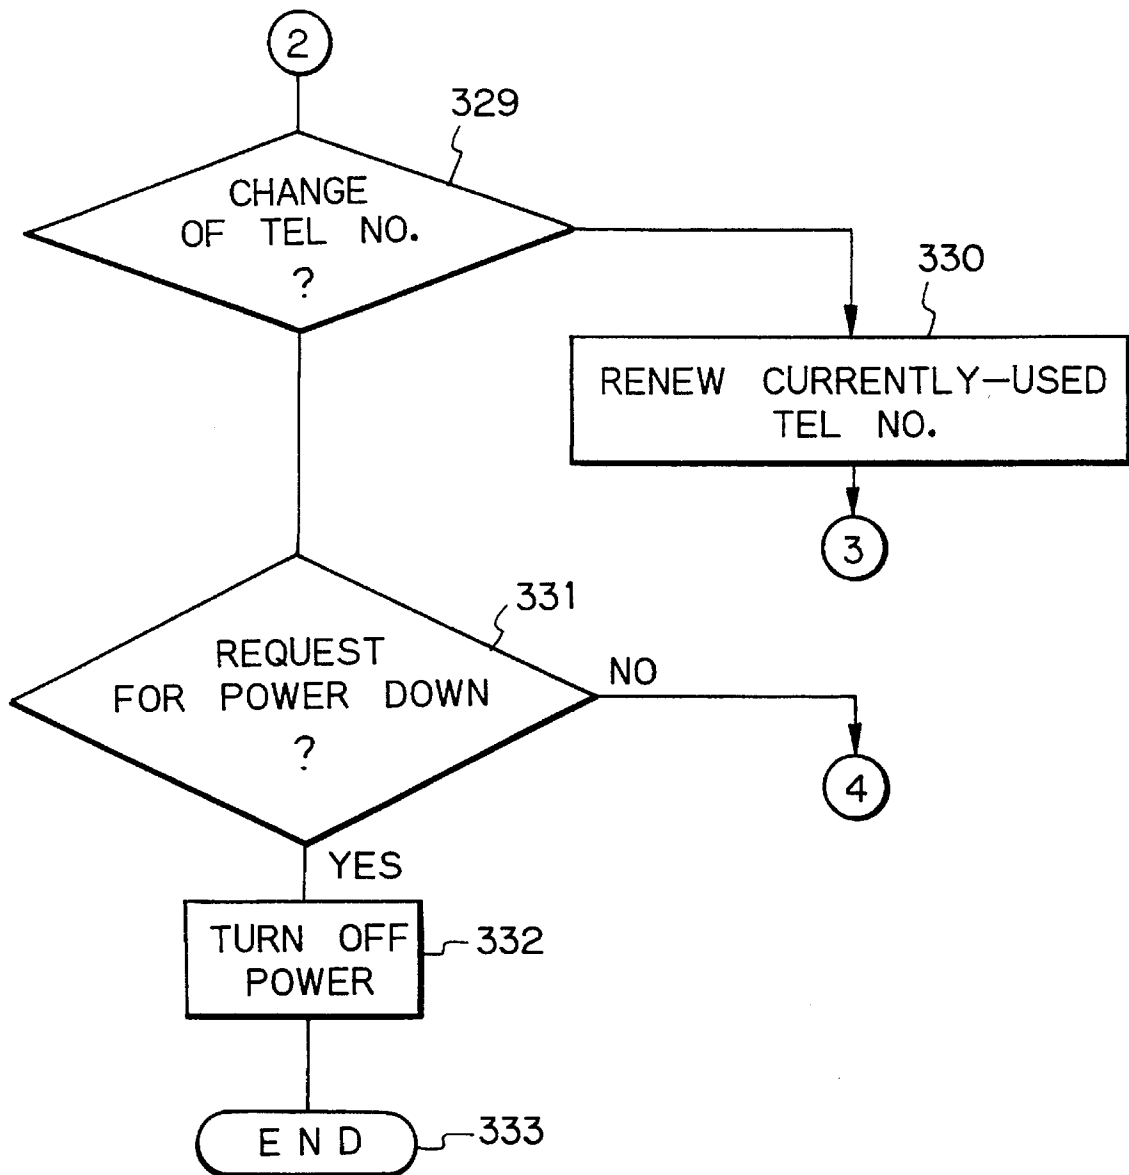 2
329
CHANGE
OF TEL NO.
?
330
RENEW CURRENTLY-USED
TEL NO.
3
331
REQUEST
FOR POWER DOWN
?
NO
4
YES
TURN OFF
POWER
332
END
333